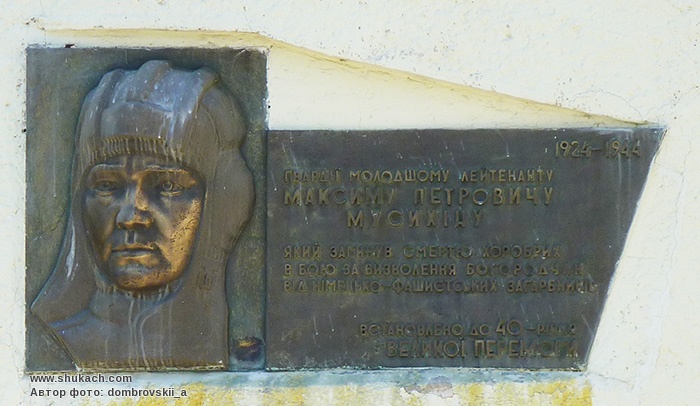 1924-1944
ГВАРДІЇ МОЛОДШОМУ ЛЕЙТЕНАНТУ
МАКСИМУ ПЕТРОВИЧУ
МУСИХІНУ
ЯКИЙ ЗАГИНУВ СМЕРТЮ ХОРОБРИХ
В БОЮ ЗА ВИЗВОЛЕННЯ БОГОРОДЧАН
ВІД НІМЕЦЬКО-ФАШИСТСЬКИХ ЗАГАРБНИКІВ
ВСТАНОВЛЕНО ДО 40-РІЧЧЯ
ВЕЛИКОЇ ПЕРЕМОГИ
www.shukach.com
Автор фото: dombrovskii_a